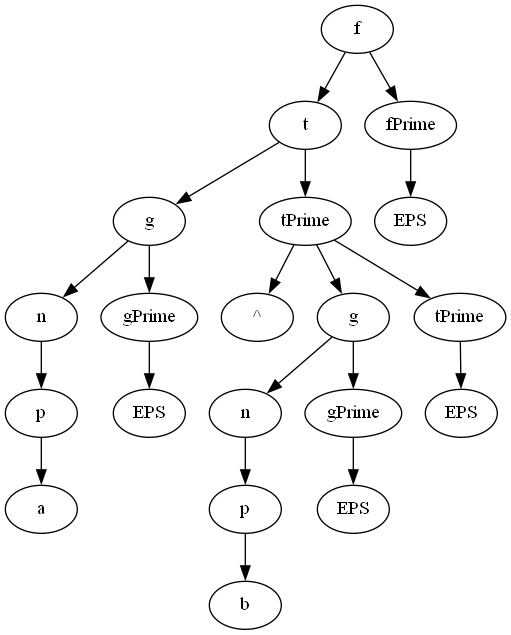 f
t fPrime
g tPrime EPS
n gPrime ^ g tPrime
p EPS n gPrime EPS
a p EPS
b